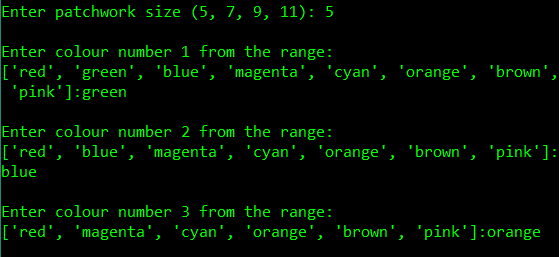 Enter patchwork size (5, 7, 9, 11): 5
Enter colour number 1 from the range:
['red', 'green', 'blue', 'magenta', 'cyan', 'orange', 'brown',
'pink']:green
Enter colour number 2 from the range:
['red', 'blue', 'magenta', 'cyan', 'orange', 'brown', 'pink']:
blue
Enter colour number 3 from the range:
['red', 'magenta', 'cyan', 'orange', 'brown', 'pink']:orange